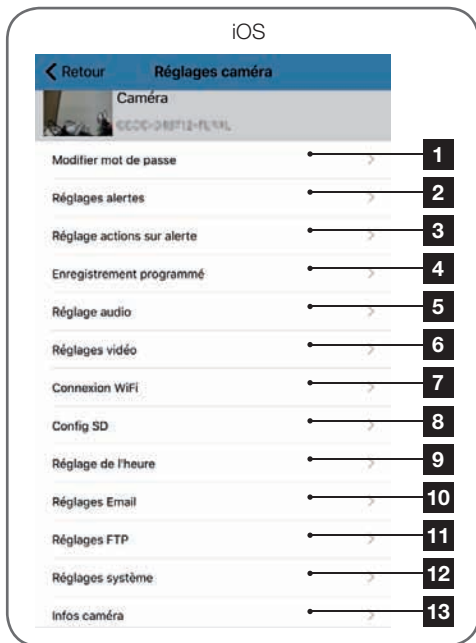 iOS
Retour Réglages caméra
Caméra
Modifier mot de passe 1
Réglages alertes 2
Réglage actions sur alerte 3
Enregistrement programmé 4
Réglage audio 5
Réglages vidéo 6
Connexion WiFi 7
Config SD 8
Réglage de l'heure 9
Réglages Email 10
Réglages FTP 11
Réglages système 12
Infos caméra 13